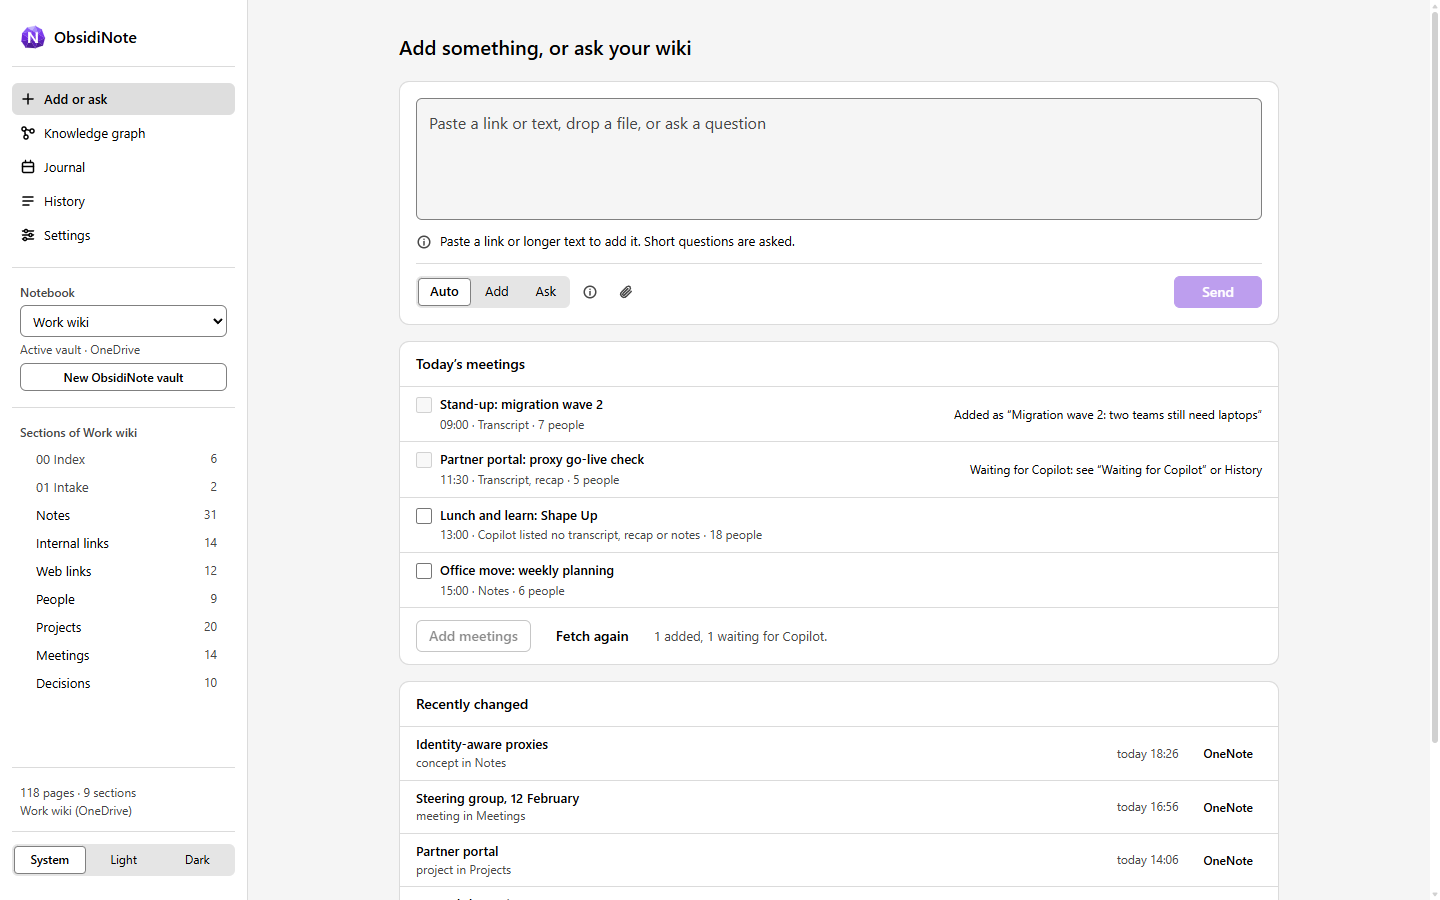 ObsidiNote
Add or ask
Knowledge graph
Journal
History
Settings
Notebook
Work wiki
Active vault · OneDrive
New ObsidiNote vault
Sections of Work wiki
00 Index 6
01 Intake 2
Notes 31
Internal links 14
Web links 12
People 9
Projects 20
Meetings 14
Decisions 10
118 pages · 9 sections
Work wiki (OneDrive)
System Light Dark
Add something, or ask your wiki
Paste a link or text, drop a file, or ask a question
Paste a link or longer text to add it. Short questions are asked.
Auto Add Ask Send
Today’s meetings
Stand-up: migration wave 2
09:00 · Transcript · 7 people
Added as “Migration wave 2: two teams still need laptops”
Partner portal: proxy go-live check
11:30 · Transcript, recap · 5 people
Waiting for Copilot: see “Waiting for Copilot” or History
Lunch and learn: Shape Up
13:00 · Copilot listed no transcript, recap or notes · 18 people
Office move: weekly planning
15:00 · Notes · 6 people
Add meetings Fetch again 1 added, 1 waiting for Copilot.
Recently changed
Identity-aware proxies
concept in Notes
today 18:26 OneNote
Steering group, 12 February
meeting in Meetings
today 16:56 OneNote
Partner portal
project in Projects
today 14:06 OneNote